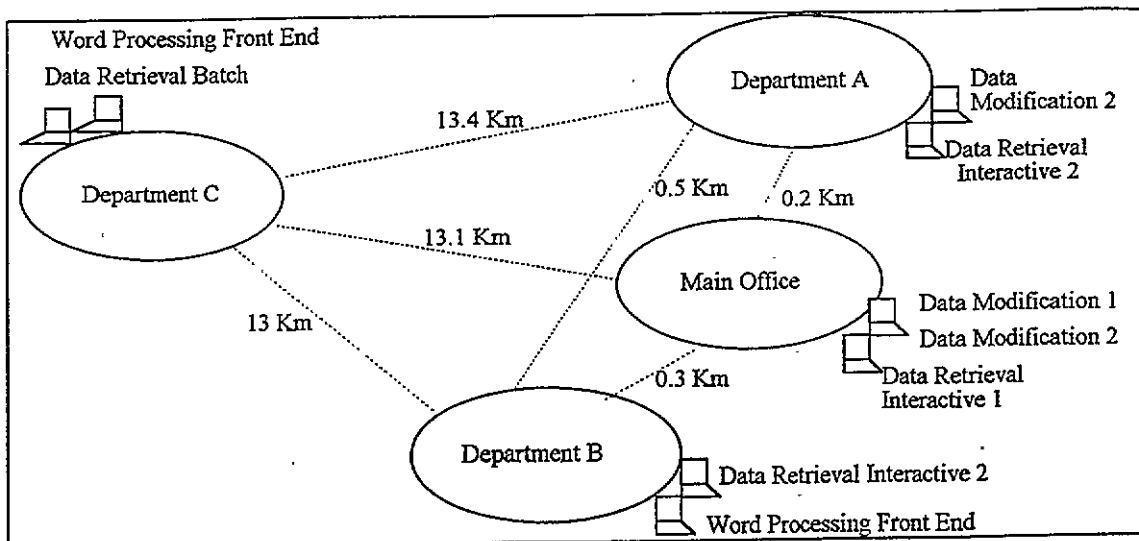 Word Processing Front End
Data Retrieval Batch
Department C
13.4 Km
Department A
Data
Modification 2
Data Retrieval
Interactive 2
0.5 Km
0.2 Km
13.1 Km
Main Office
Data Modification 1
Data Modification 2
Data Retrieval
Interactive 1
13 Km
0.3 Km
Department B
Data Retrieval Interactive 2
Word Processing Front End